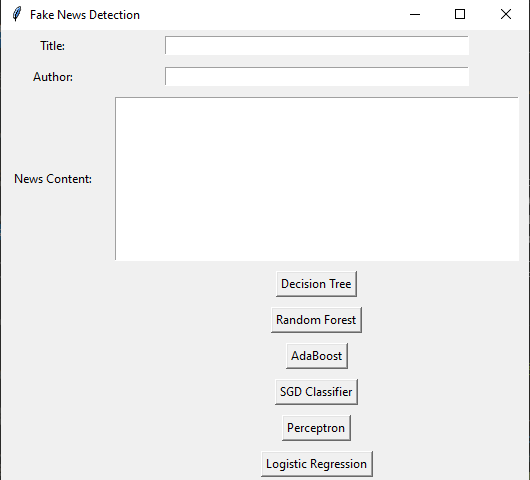 Fake News Detection
Title:
Author:
News Content:
Decision Tree
Random Forest
AdaBoost
SGD Classifier
Perceptron
Logistic Regression